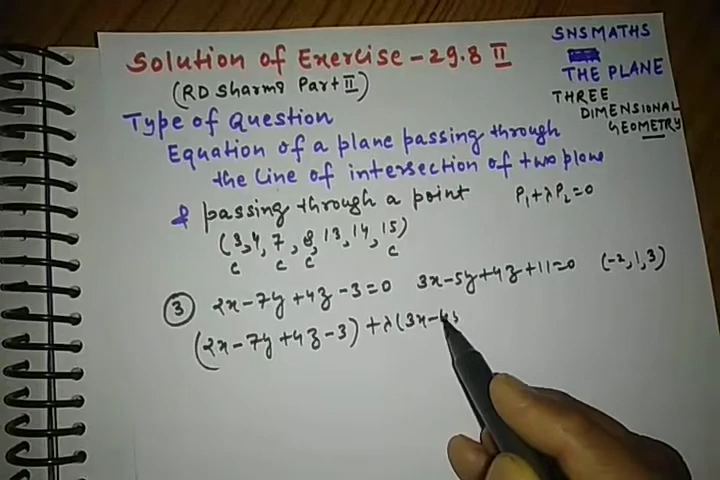 Solution of Exercise-29.8 II
(RD Sharma Part II)
SNSMATHS
THE PLANE
THREE
DIMENSIONAL
GEOMETRY
Type of Question
Equation of a plane passing through
the line of intersection of two plane
& passing through a point P₁+λP₂=0
(3,4, 7, 8, 13, 14, 15)
c c c c
③ 2x-7y+4z-3=0 3x-5y+4z+11=0 (-2,1,3)
(2x-7y+4z-3)+λ(3x-